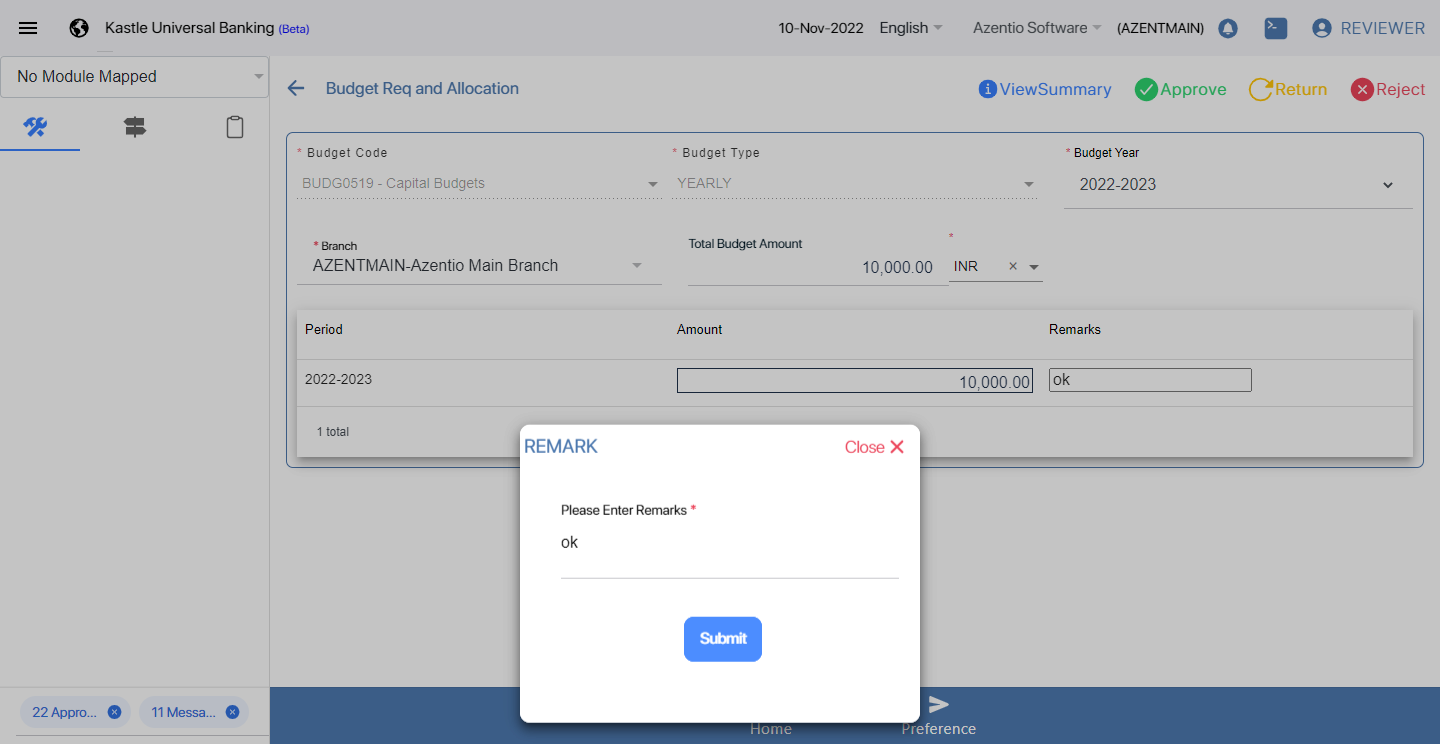 Kastle Universal Banking (Beta) 10-Nov-2022 English Azentio Software (AZENTMAIN) REVIEWER
No Module Mapped
Budget Req and Allocation ViewSummary Approve Return Reject
* Budget Code * Budget Type * Budget Year
BUDG0519 - Capital Budgets YEARLY 2022-2023
* Branch Total Budget Amount *
AZENTMAIN-Azentio Main Branch 10,000.00 INR ×
Period Amount Remarks
2022-2023 10,000.00 ok
1 total
REMARK Close
Please Enter Remarks *
ok
Submit
22 Appro... 11 Messa...
Home Preference